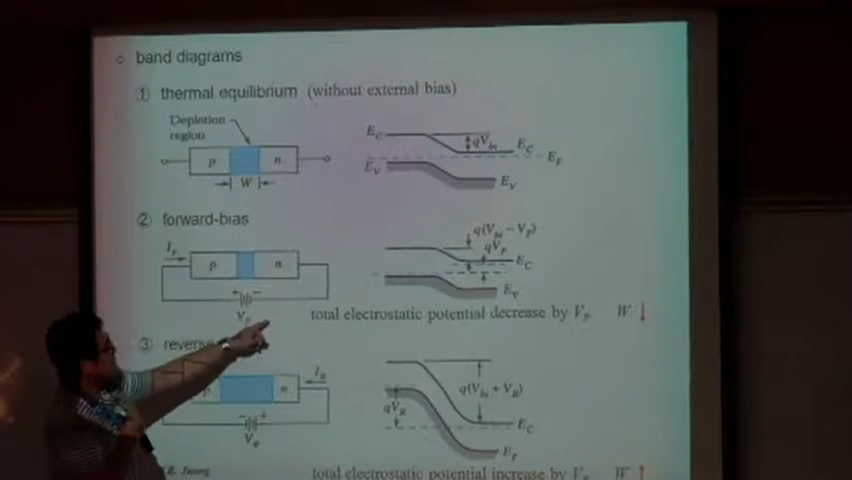 ○ band diagrams
① thermal equilibrium (without external bias)
Depletion
region
p n
W
E_C
qV_bi
E_C
E_F
E_V
E_V
② forward-bias
I_F
p n
+ −
V_F
q(V_bi − V_F)
qV_F
E_C
E_V
total electrostatic potential decrease by V_F W ↓
③ reverse
p n
I_R
− +
V_R
q(V_bi + V_R)
qV_R
E_C
total electrostatic potential increase by V_R W ↑